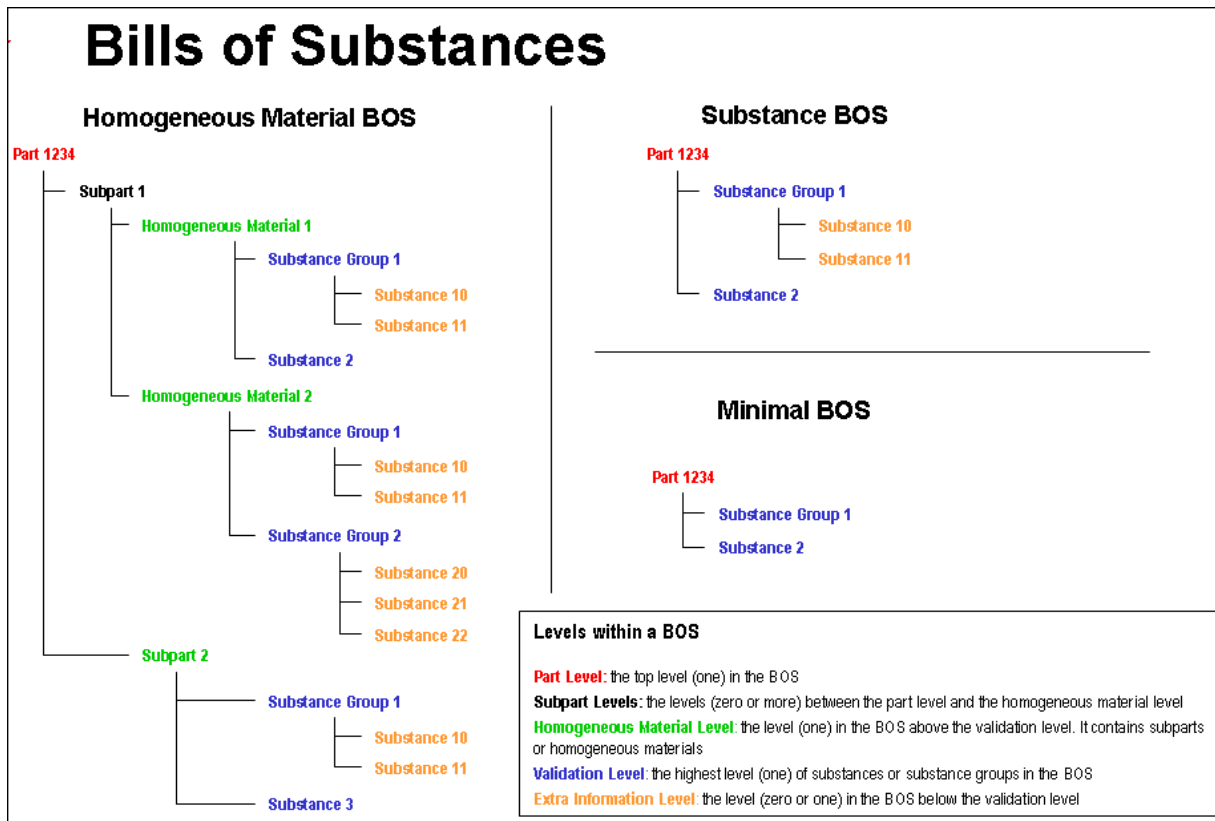 Bills of Substances
Homogeneous Material BOS
Part 1234
Subpart 1
Homogeneous Material 1
Substance Group 1
Substance 10
Substance 11
Substance 2
Homogeneous Material 2
Substance Group 1
Substance 10
Substance 11
Substance Group 2
Substance 20
Substance 21
Substance 22
Subpart 2
Substance Group 1
Substance 10
Substance 11
Substance 3
Substance BOS
Part 1234
Substance Group 1
Substance 10
Substance 11
Substance 2
Minimal BOS
Part 1234
Substance Group 1
Substance 2
Levels within a BOS
Part Level: the top level (one) in the BOS
Subpart Levels: the levels (zero or more) between the part level and the homogeneous material level
Homogeneous Material Level: the level (one) in the BOS above the validation level. It contains subparts
or homogeneous materials
Validation Level: the highest level (one) of substances or substance groups in the BOS
Extra Information Level: the level (zero or one) in the BOS below the validation level